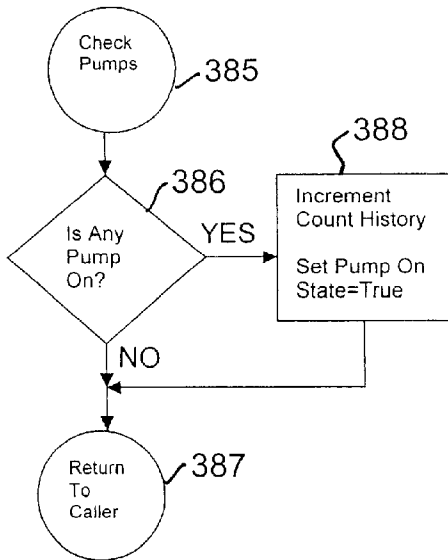 Check
Pumps
385
386
388
Is Any
Pump
On?
YES
Increment
Count History
Set Pump On
State=True
NO
Return
To
Caller
387